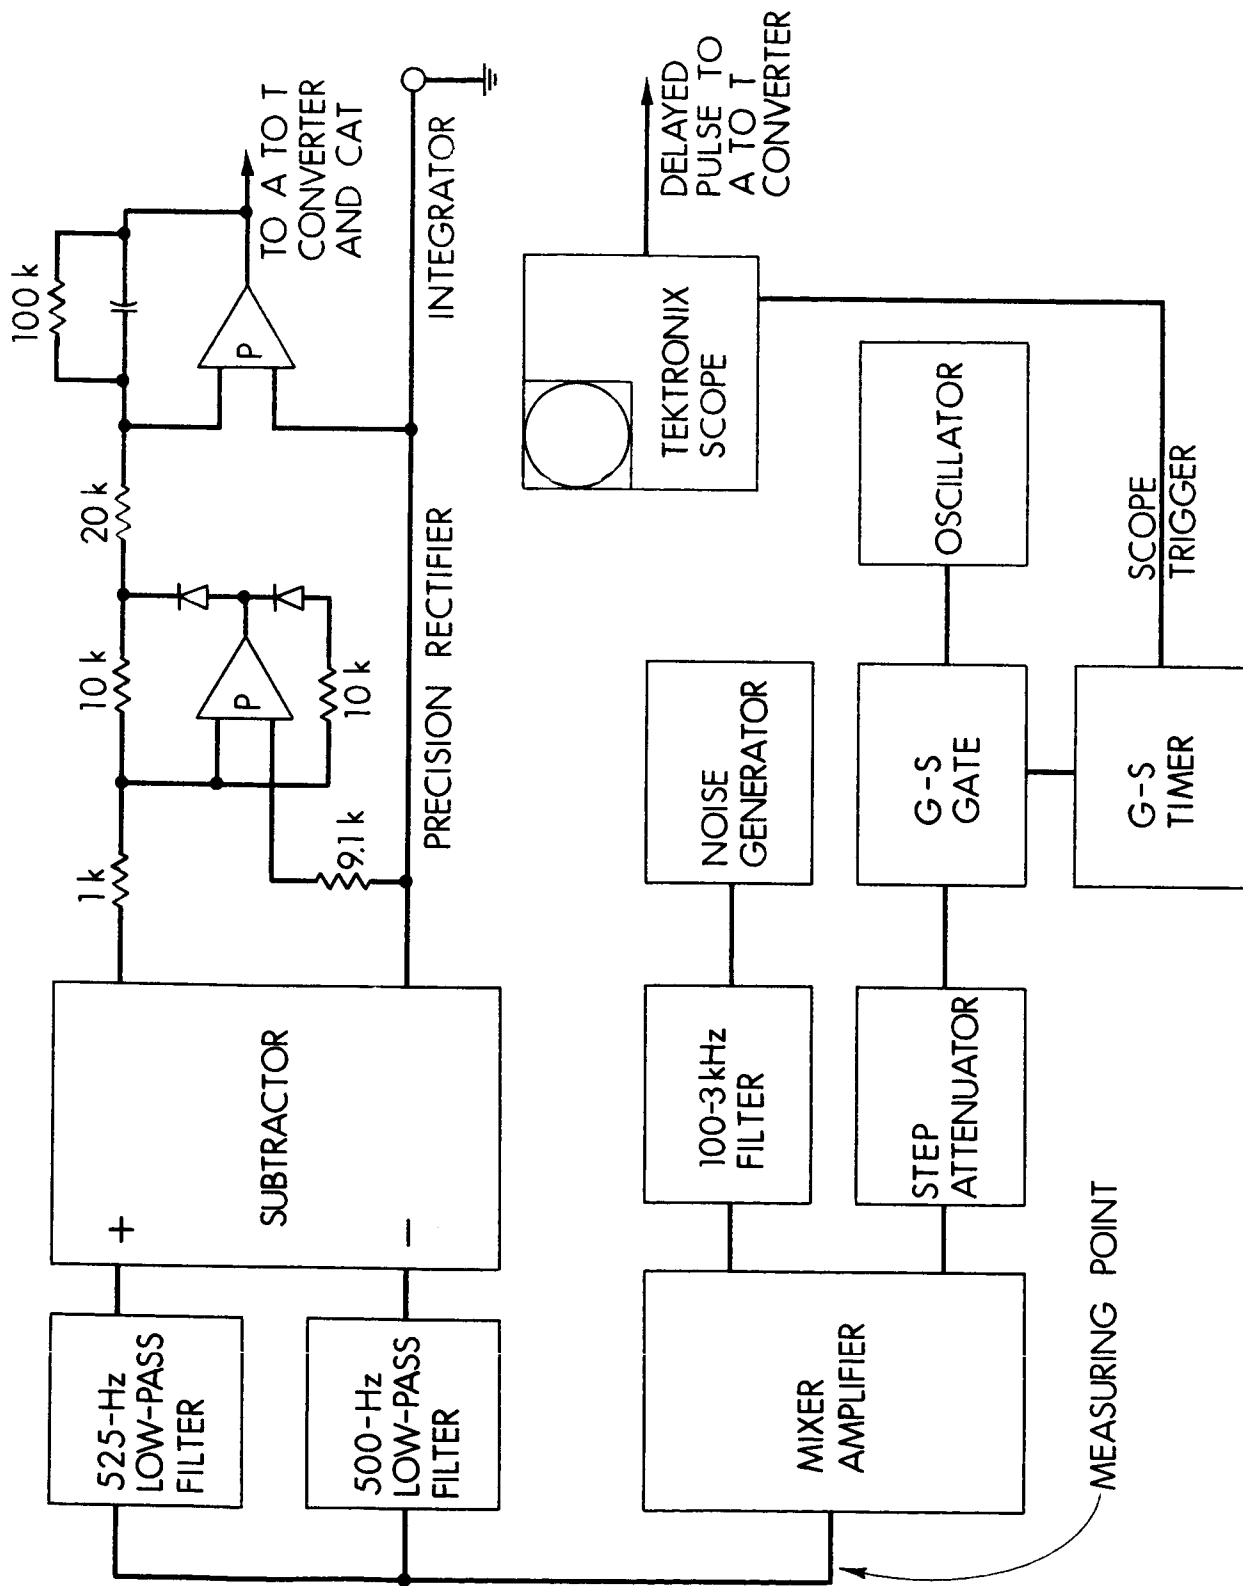 525-Hz
LOW-PASS
FILTER
500-Hz
LOW-PASS
FILTER
+
−
SUBTRACTOR
1k
9.1k
10k
P
10k
PRECISION RECTIFIER
20k
100k
P
TO A TO T
CONVERTER
AND CAT
INTEGRATOR
MIXER
AMPLIFIER
MEASURING POINT
100-3kHz
FILTER
NOISE
GENERATOR
STEP
ATTENUATOR
G-S
GATE
OSCILLATOR
G-S
TIMER
SCOPE
TRIGGER
TEKTRONIX
SCOPE
DELAYED
PULSE TO
A TO T
CONVERTER